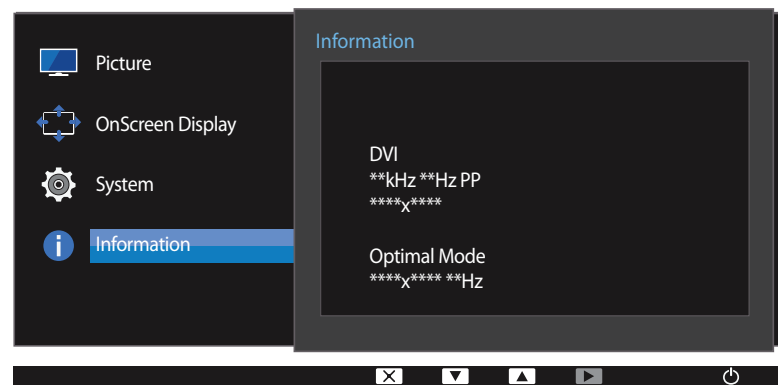 Picture
OnScreen Display
System
Information
Information
DVI
**kHz **Hz PP
****x****
Optimal Mode
****x**** **Hz